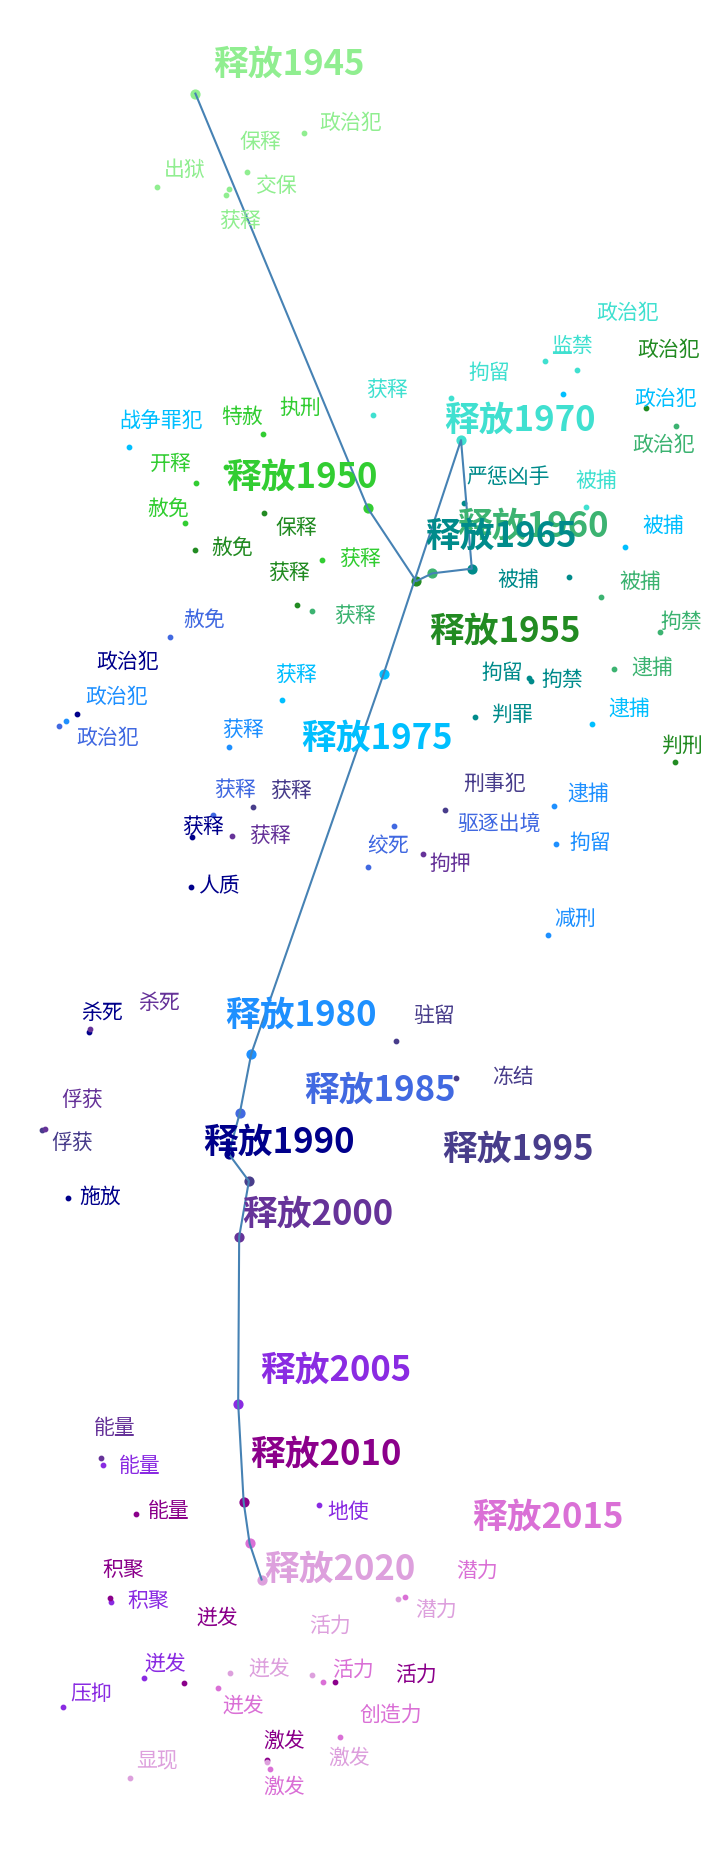 释放1945
政治犯
保释
出狱
交保
获释
政治犯
监禁
政治犯
拘留
获释
政治犯
执刑
特赦
战争罪犯
释放1970
政治犯
开释
释放1950
严惩凶手
被捕
赦免
保释
释放1960
被捕
释放1965
赦免
获释
获释
被捕
被捕
获释
拘禁
赦免
释放1955
政治犯
获释
拘留
拘禁
逮捕
政治犯
政治犯
获释
释放1975
判罪
逮捕
判刑
获释
获释
刑事犯
逮捕
获释
获释
驱逐出境
绞死
拘押
拘留
人质
减刑
杀死
杀死
释放1980
驻留
冻结
俘获
释放1985
俘获
释放1990
释放1995
施放
释放2000
释放2005
能量
释放2010
能量
能量
地使
释放2015
积聚
释放2020
潜力
积聚
迸发
活力
潜力
迸发
迸发
活力
活力
压抑
迸发
创造力
显现
激发
激发
激发